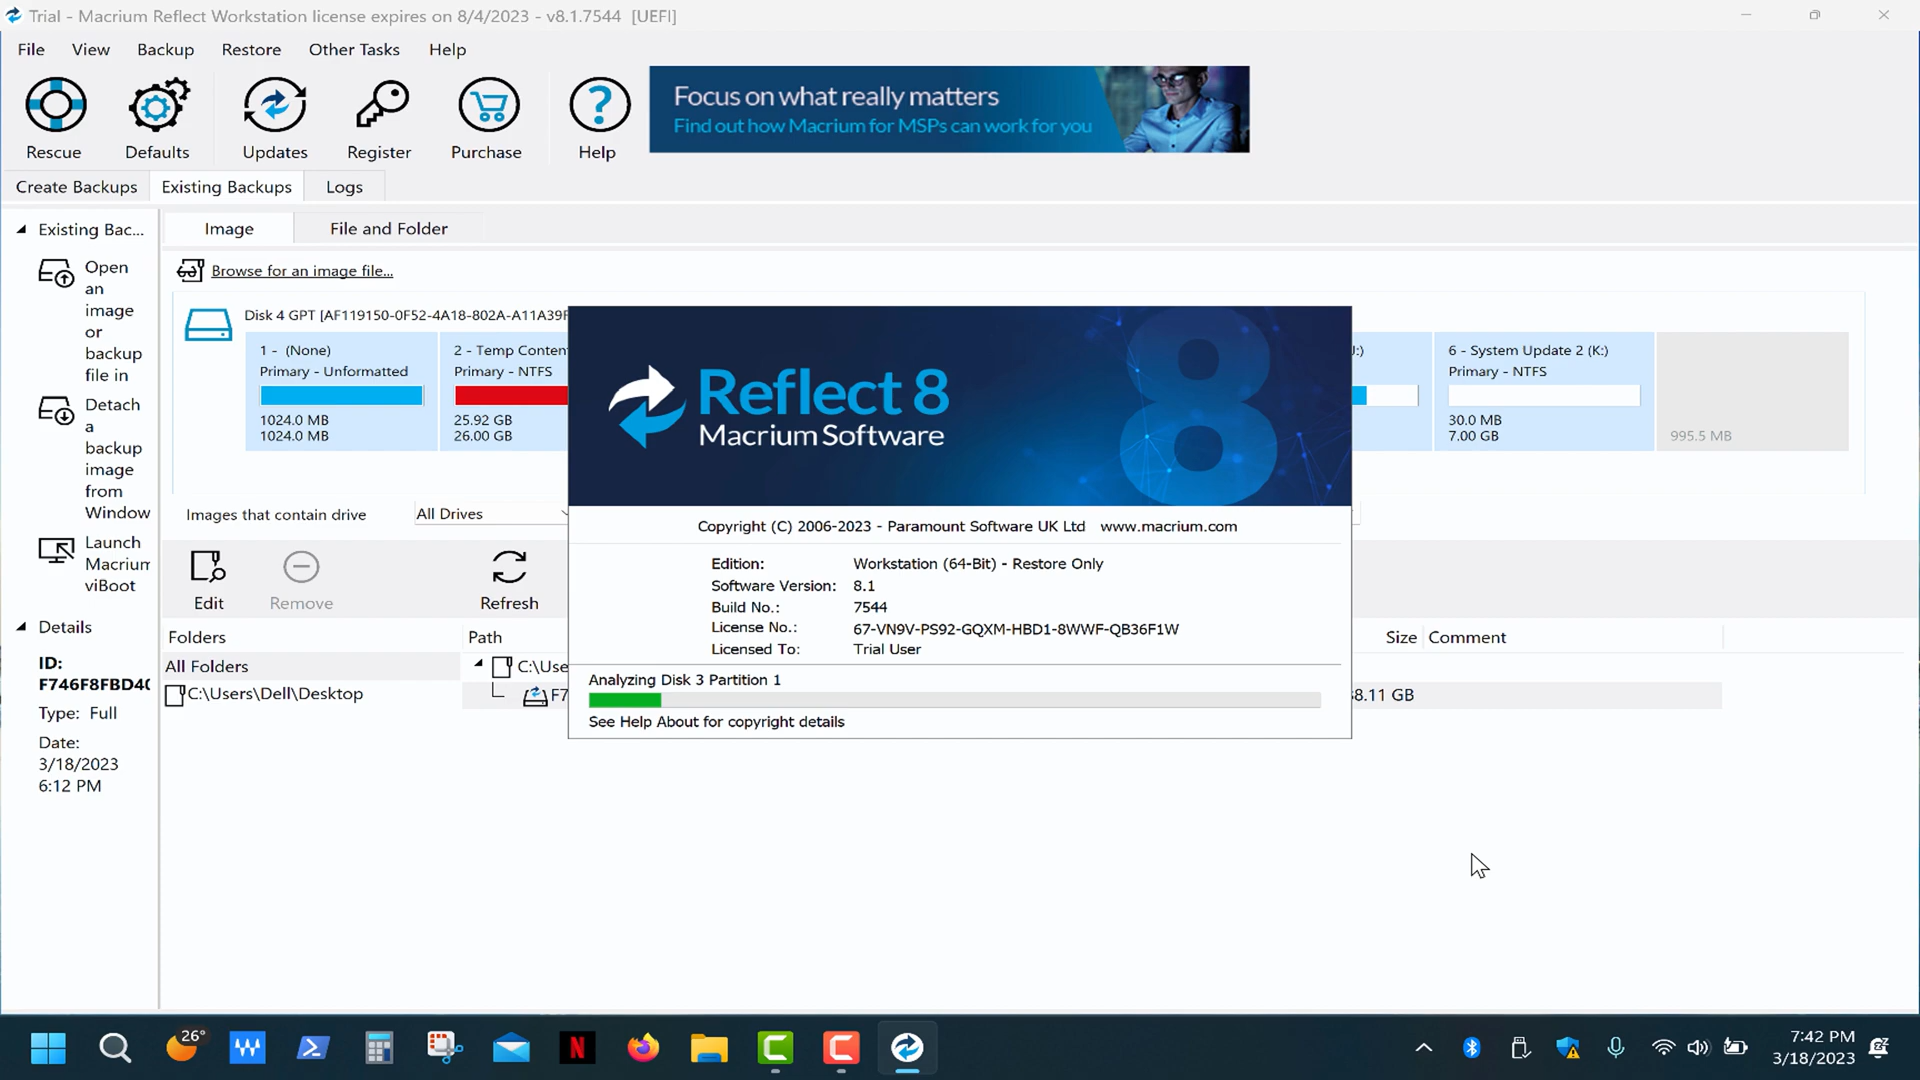 Trial - Macrium Reflect Workstation license expires on 8/4/2023 - v8.1.7544 [UEFI]
File View Backup Restore Other Tasks Help
Rescue Defaults Updates Register Purchase Help
Focus on what really matters
Find out how Macrium for MSPs can work for you
Create Backups Existing Backups Logs
Existing Bac... Image File and Folder
Browse for an image file...
Open
an
image
or
backup
file in
Detach
a
backup
image
from
Window
Launch
Macrium
viBoot
Details
ID:
F746F8FBD40
Type: Full
Date:
3/18/2023
6:12 PM
Disk 4 GPT [AF119150-0F52-4A18-802A-A11A39F
1 - (None)
Primary - Unformatted
1024.0 MB
1024.0 MB
2 - Temp Conten
Primary - NTFS
25.92 GB
26.00 GB
J:)
6 - System Update 2 (K:)
Primary - NTFS
30.0 MB
7.00 GB
995.5 MB
Images that contain drive All Drives
Edit Remove Refresh
Folders Path Size Comment
All Folders C:\Use
C:\Users\Dell\Desktop F7 8.11 GB
8
Reflect 8
Macrium Software
Copyright (C) 2006-2023 - Paramount Software UK Ltd www.macrium.com
Edition: Workstation (64-Bit) - Restore Only
Software Version: 8.1
Build No.: 7544
License No.: 67-VN9V-PS92-GQXM-HBD1-8WWF-QB36F1W
Licensed To: Trial User
Analyzing Disk 3 Partition 1
See Help About for copyright details
26°
7:42 PM
3/18/2023